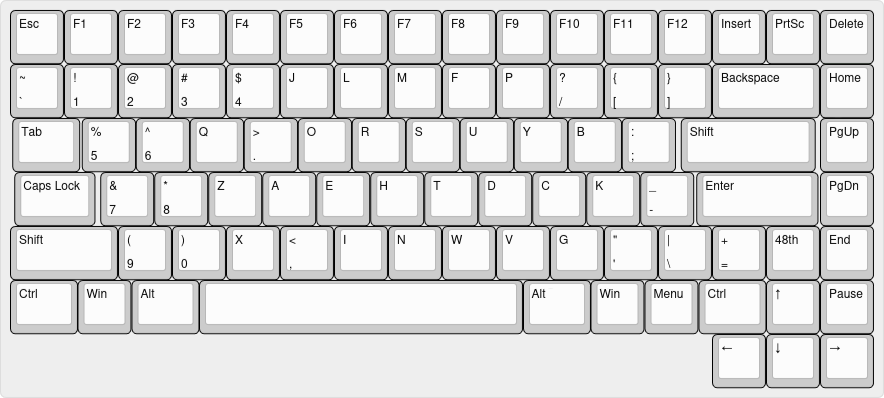 Esc F1 F2 F3 F4 F5 F6 F7 F8 F9 F10 F11 F12 Insert PrtSc Delete
~ ! @ # $ J L M F P ? { } Backspace Home
` 1 2 3 4 / [ ]
Tab % ^ Q > O R S U Y B : Shift PgUp
5 6 . ;
Caps Lock & * Z A E H T D C K _ Enter PgDn
7 8 -
Shift ( ) X < I N W V G " | + 48th End
9 0 , ' \ =
Ctrl Win Alt Alt Win Menu Ctrl ↑ Pause
← ↓ →